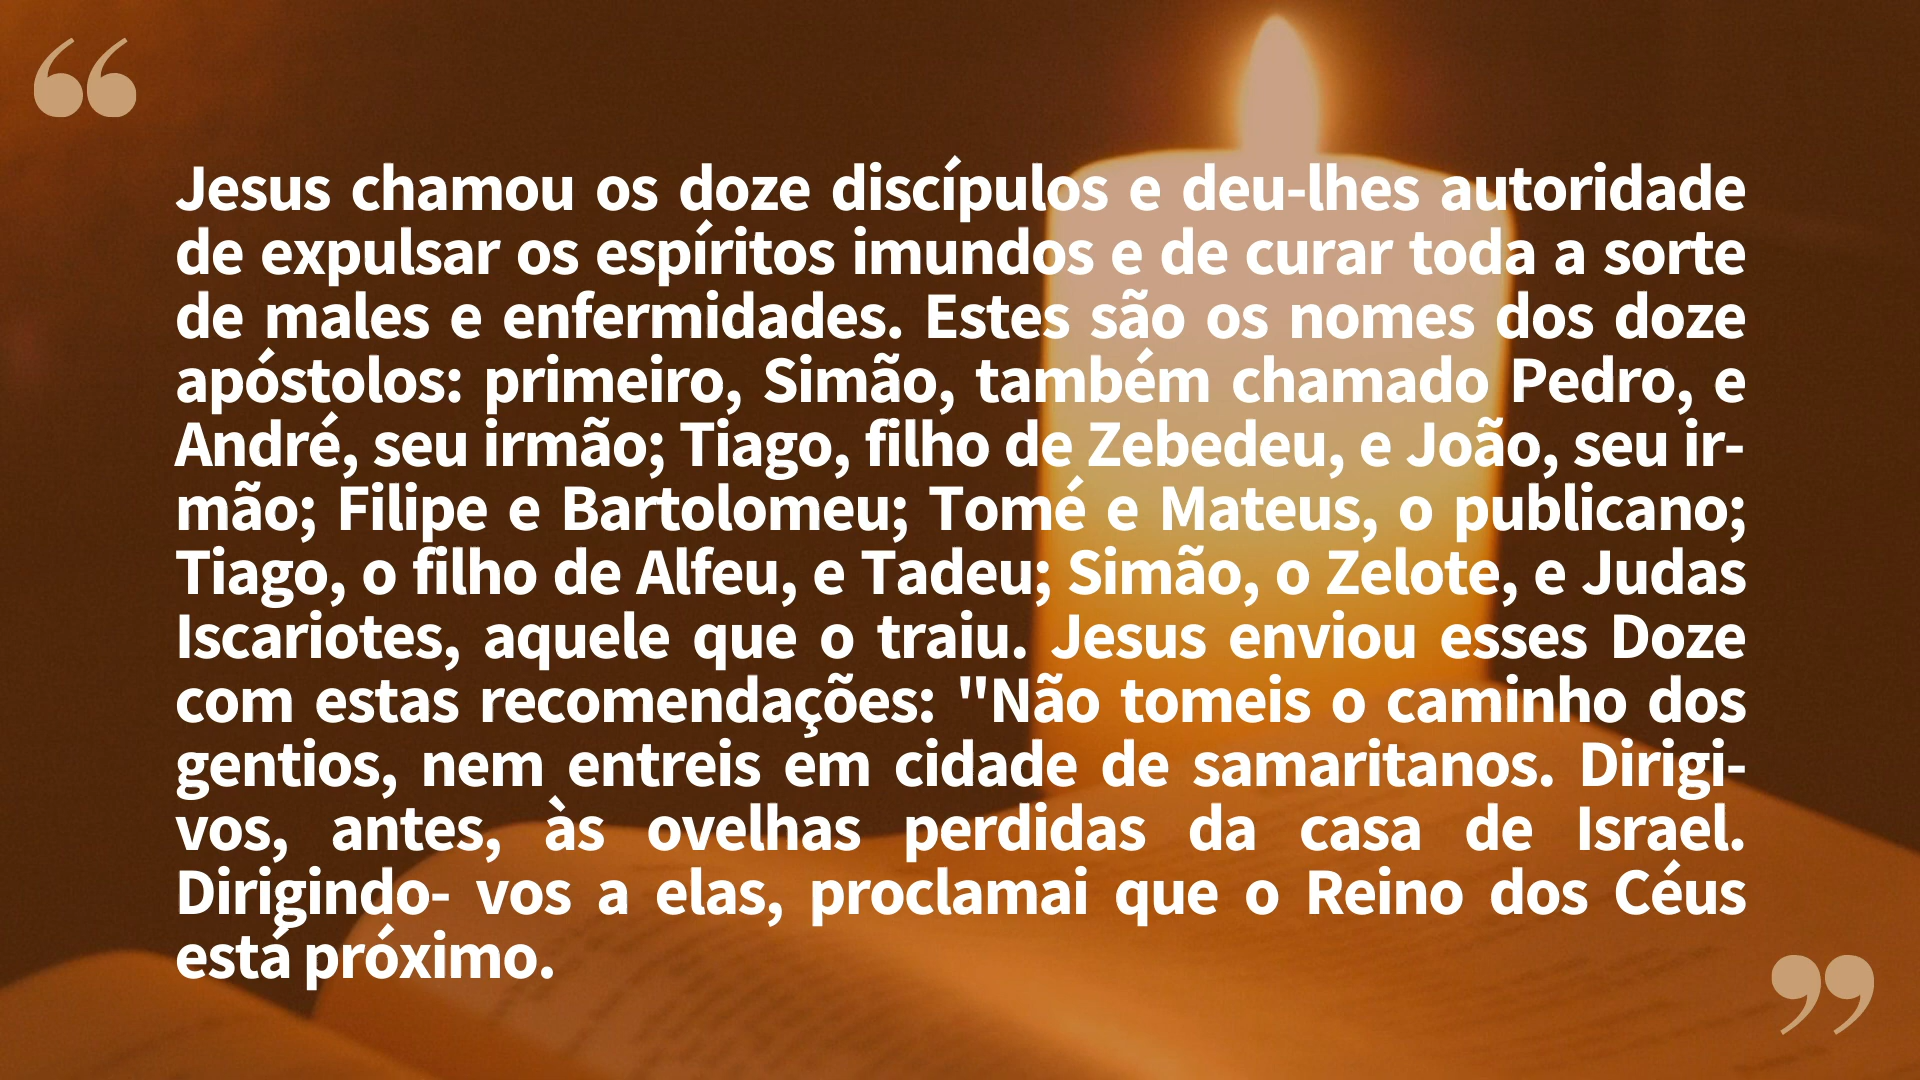 “
Jesus chamou os doze discípulos e deu-lhes autoridade
de expulsar os espíritos imundos e de curar toda a sorte
de males e enfermidades. Estes são os nomes dos doze
apóstolos: primeiro, Simão, também chamado Pedro, e
André, seu irmão; Tiago, filho de Zebedeu, e João, seu ir-
mão; Filipe e Bartolomeu; Tomé e Mateus, o publicano;
Tiago, o filho de Alfeu, e Tadeu; Simão, o Zelote, e Judas
Iscariotes, aquele que o traiu. Jesus enviou esses Doze
com estas recomendações: "Não tomeis o caminho dos
gentios, nem entreis em cidade de samaritanos. Dirigi-
vos, antes, às ovelhas perdidas da casa de Israel.
Dirigindo- vos a elas, proclamai que o Reino dos Céus
está próximo.
”